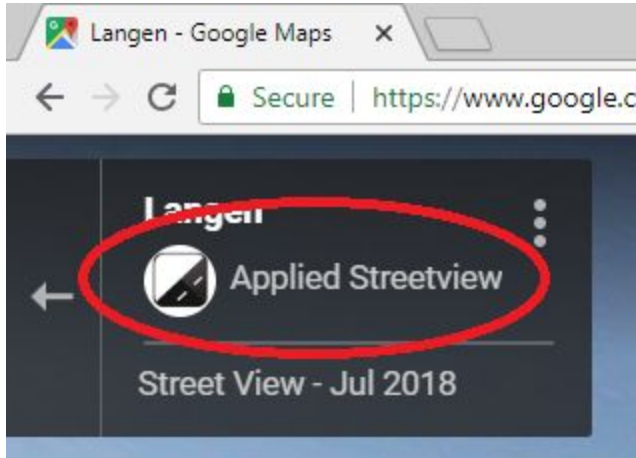 Langen - Google Maps
Secure | https://www.google.c
Langen
Applied Streetview
Street View - Jul 2018